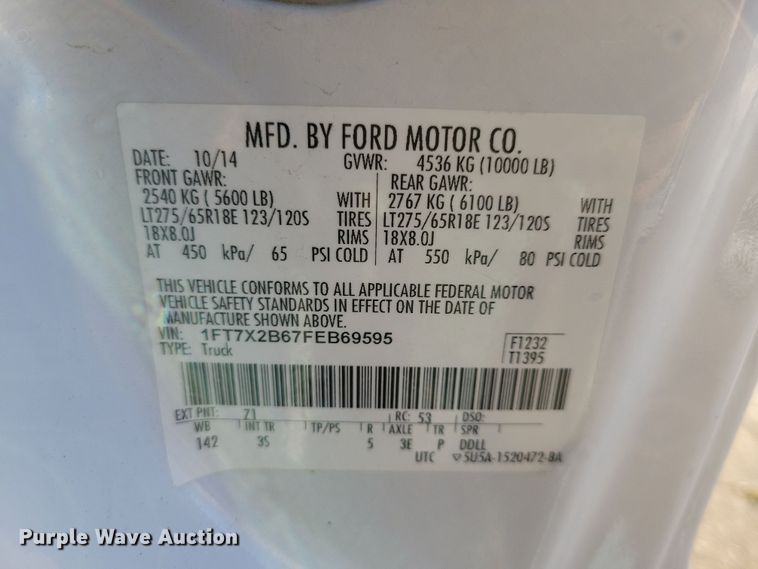 MFD. BY FORD MOTOR CO.
DATE: 10/14 GVWR: 4536 KG (10000 LB)
FRONT GAWR: REAR GAWR:
2540 KG ( 5600 LB) WITH 2767 KG ( 6100 LB) WITH
LT275/65R18E 123/120S TIRES LT275/65R18E 123/120S TIRES
18X8.0J RIMS 18X8.0J RIMS
AT 450 kPa/ 65 PSI COLD AT 550 kPa/ 80 PSI COLD
THIS VEHICLE CONFORMS TO ALL APPLICABLE FEDERAL MOTOR
VEHICLE SAFETY STANDARDS IN EFFECT ON THE DATE OF
MANUFACTURE SHOWN ABOVE.
VIN: 1FT7X2B67FEB69595 F1232
TYPE: Truck T1395
EXT PNT: Z1 RC: 53 DSO:
WB INT TR TP/PS R AXLE TR SPR
142 3S 5 3E P DDLL
UTC 5U5A-1520472-BA
Purple Wave Auction